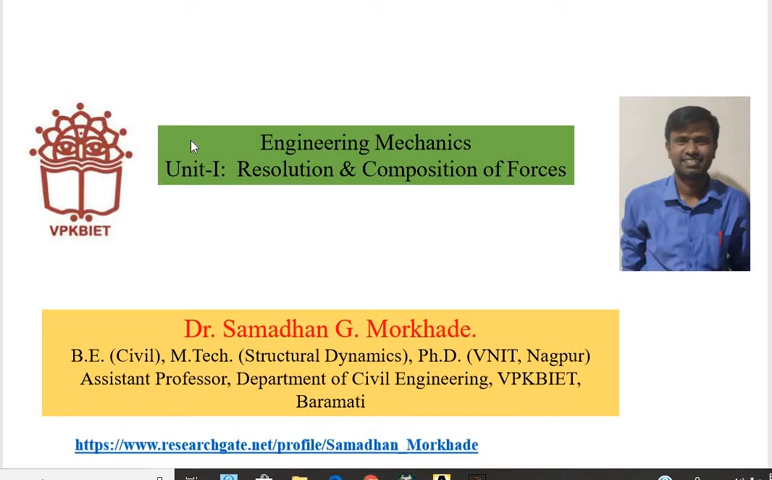 Engineering Mechanics
Unit-I: Resolution & Composition of Forces
VPKBIET
Dr. Samadhan G. Morkhade.
B.E. (Civil), M.Tech. (Structural Dynamics), Ph.D. (VNIT, Nagpur)
Assistant Professor, Department of Civil Engineering, VPKBIET,
Baramati
https://www.researchgate.net/profile/Samadhan_Morkhade